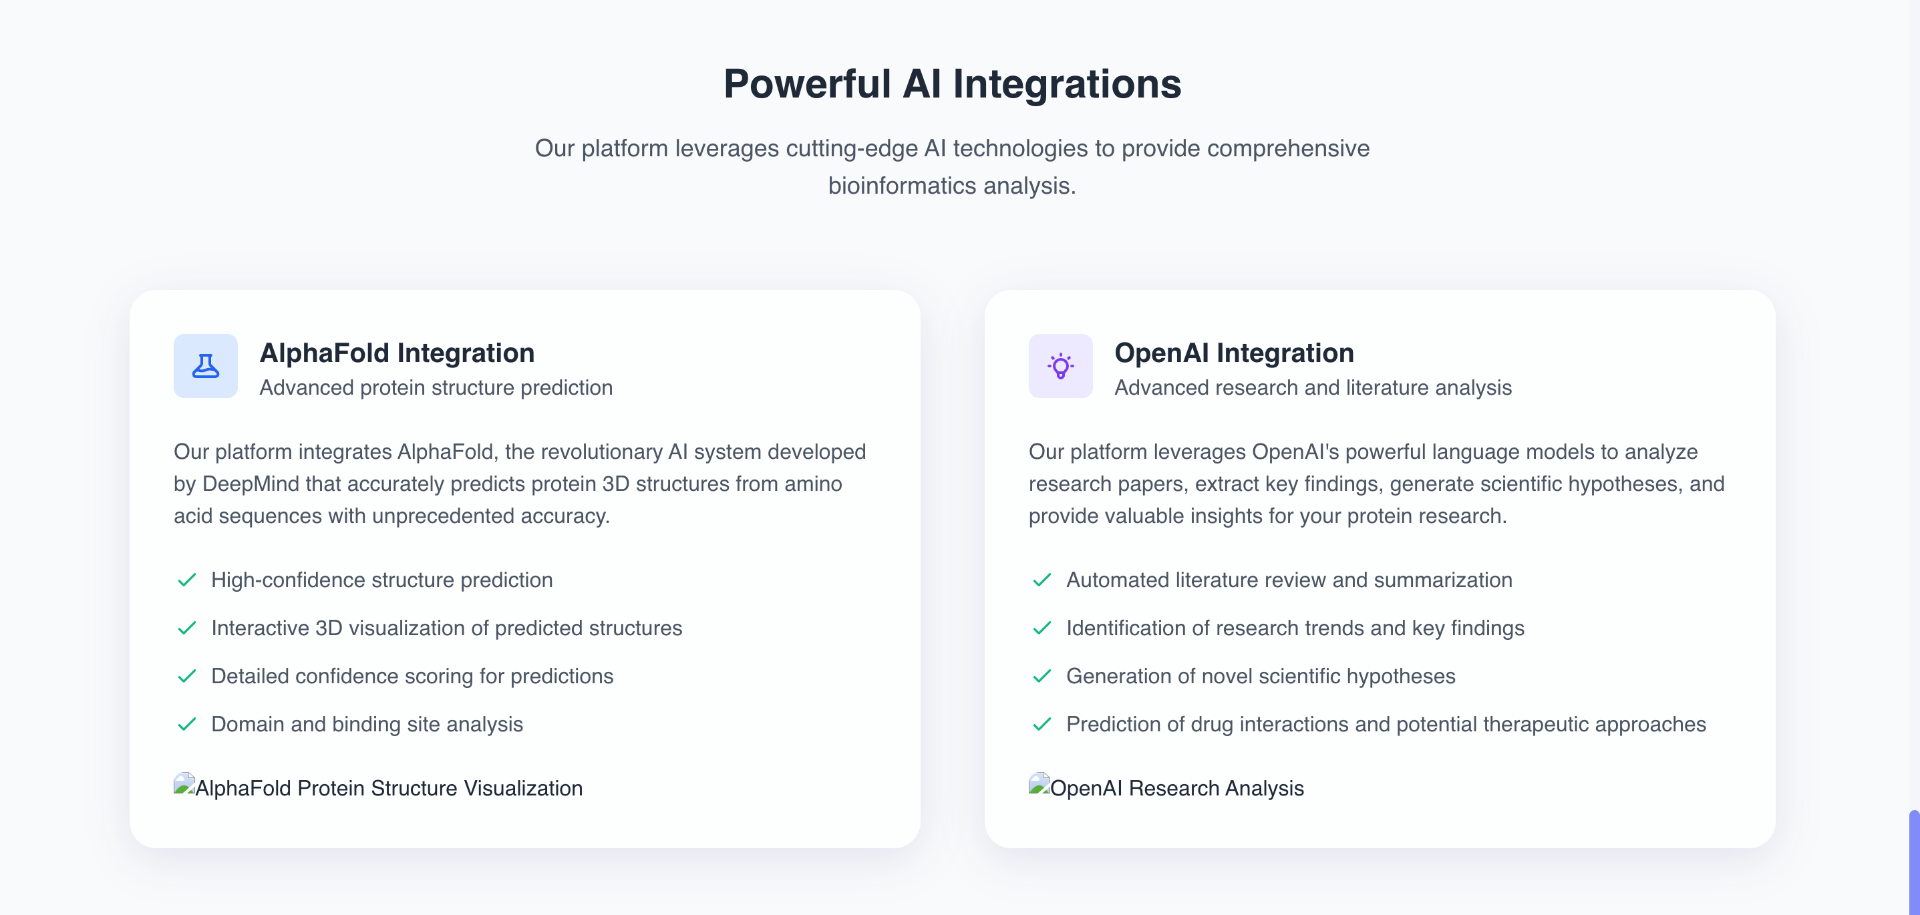 Powerful AI Integrations
Our platform leverages cutting-edge AI technologies to provide comprehensive
bioinformatics analysis.
AlphaFold Integration
Advanced protein structure prediction
Our platform integrates AlphaFold, the revolutionary AI system developed
by DeepMind that accurately predicts protein 3D structures from amino
acid sequences with unprecedented accuracy.
High-confidence structure prediction
Interactive 3D visualization of predicted structures
Detailed confidence scoring for predictions
Domain and binding site analysis
AlphaFold Protein Structure Visualization
OpenAI Integration
Advanced research and literature analysis
Our platform leverages OpenAI's powerful language models to analyze
research papers, extract key findings, generate scientific hypotheses, and
provide valuable insights for your protein research.
Automated literature review and summarization
Identification of research trends and key findings
Generation of novel scientific hypotheses
Prediction of drug interactions and potential therapeutic approaches
OpenAI Research Analysis